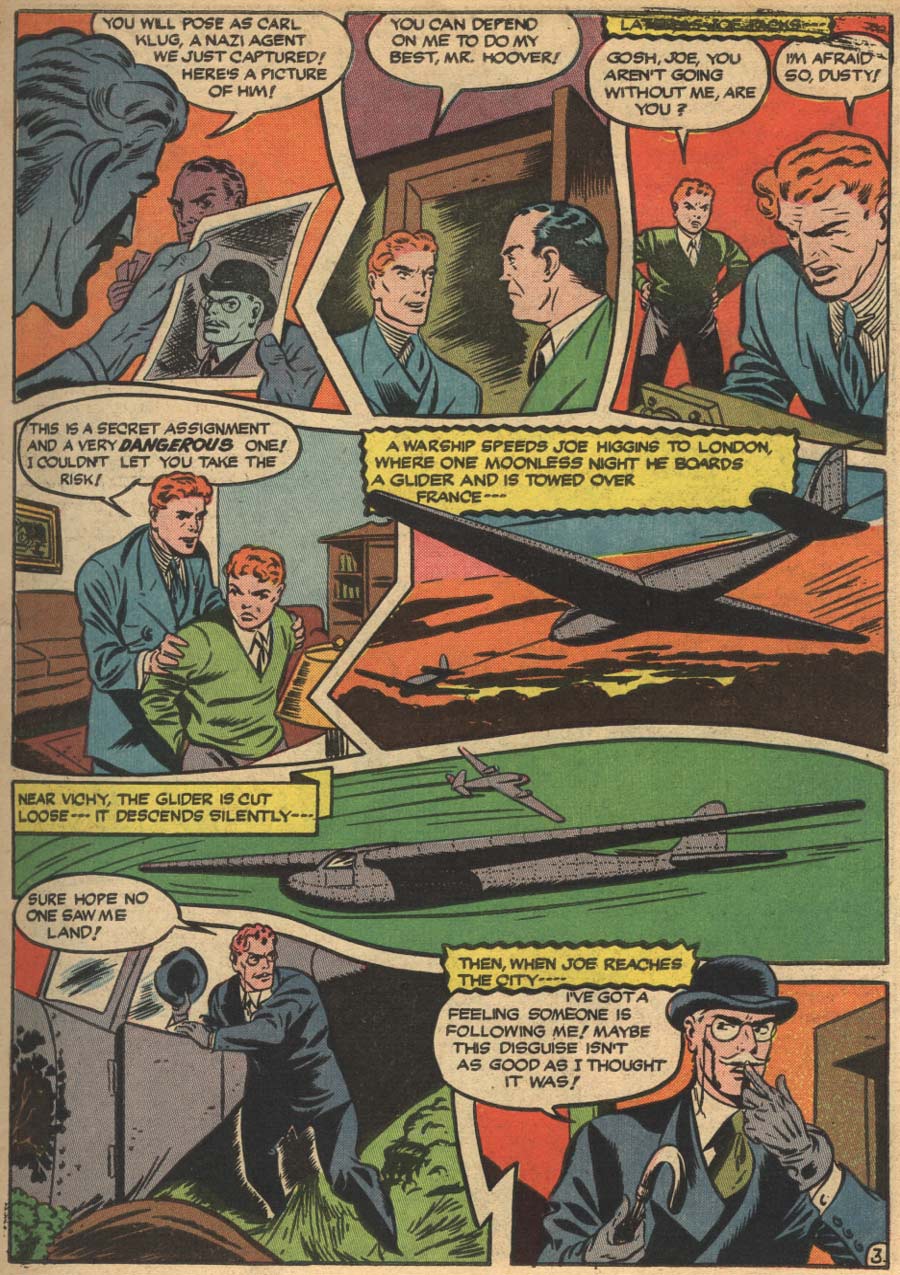 YOU WILL POSE AS CARL
KLUG, A NAZI AGENT
WE JUST CAPTURED!
HERE'S A PICTURE
OF HIM!
YOU CAN DEPEND
ON ME TO DO MY
BEST, MR. HOOVER!
JOE PACKS---
GOSH, JOE, YOU
AREN'T GOING
WITHOUT ME, ARE
YOU?
I'M AFRAID
SO, DUSTY!
THIS IS A SECRET ASSIGNMENT
AND A VERY DANGEROUS ONE!
I COULDN'T LET YOU TAKE THE
RISK!
A WARSHIP SPEEDS JOE HIGGINS TO LONDON,
WHERE ONE MOONLESS NIGHT HE BOARDS
A GLIDER AND IS TOWED OVER
FRANCE---
NEAR VICHY, THE GLIDER IS CUT
LOOSE--- IT DESCENDS SILENTLY---
SURE HOPE NO
ONE SAW ME
LAND!
THEN, WHEN JOE REACHES
THE CITY----
I'VE GOT A
FEELING SOMEONE IS
FOLLOWING ME! MAYBE
THIS DISGUISE ISN'T
AS GOOD AS I THOUGHT
IT WAS!
3